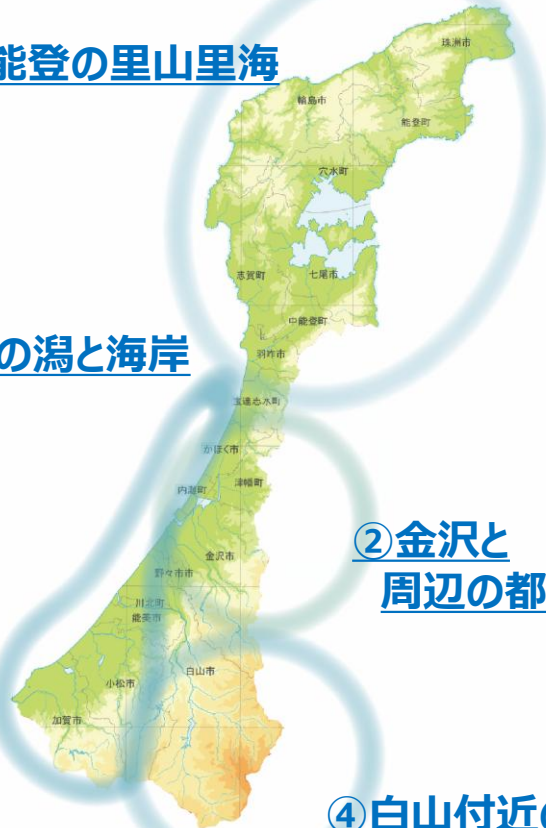 能登の里山里海
珠洲市
輪島市
能登町
穴水町
志賀町
七尾市
中能登町
羽咋市
の潟と海岸
宝達志水町
かほく市
津幡町
内灘町
②金沢と
周辺の都
金沢市
野々市市
川北町
能美市
白山市
小松市
加賀市
④白山付近の